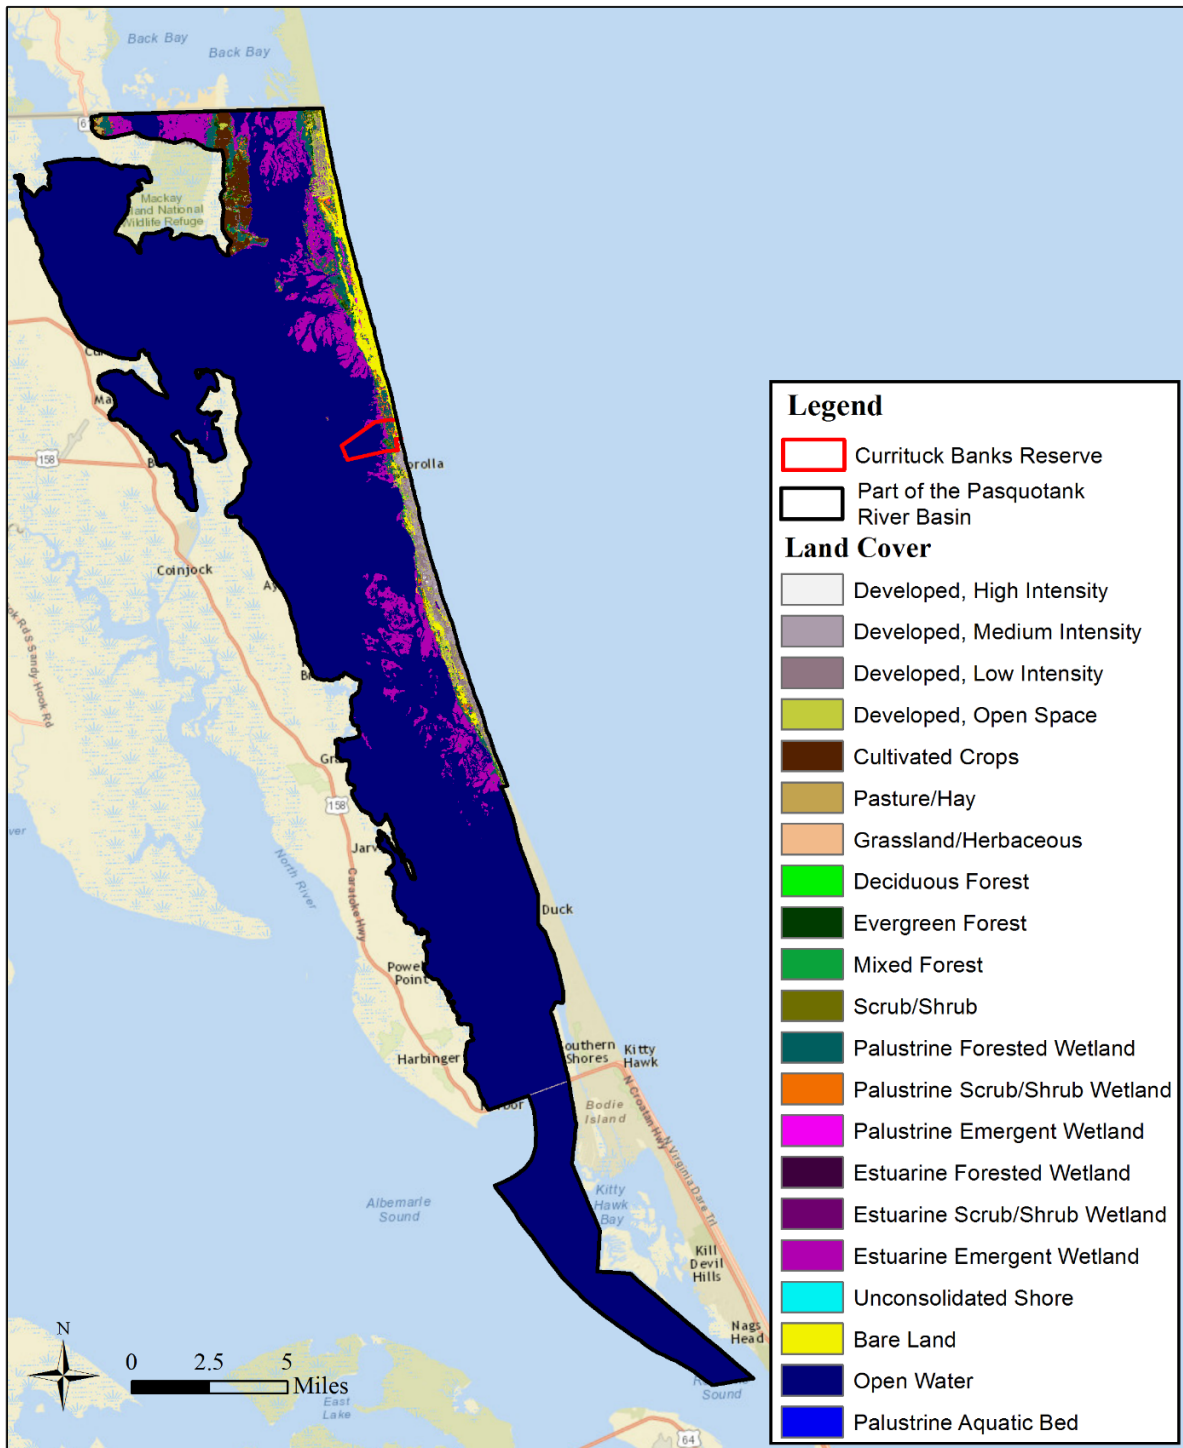 Back Bay
Back Bay
Mackay
Island National
Wildlife Refuge
158
Corolla
Coinjock
158
North River
Caratoke Hwy
Duck
Harbinger
Point
Southern
Shores
Kitty
Hawk
N Croatan Hwy
N Virginia Dare Trl
Bodie
Island
Albemarle
Sound
Kitty
Hawk
Bay
Kill
Devil
Hills
Nags
Head
Sound
East
Lake
64
N
0 2.5 5
Miles
Legend
Currituck Banks Reserve
Part of the Pasquotank
River Basin
Land Cover
Developed, High Intensity
Developed, Medium Intensity
Developed, Low Intensity
Developed, Open Space
Cultivated Crops
Pasture/Hay
Grassland/Herbaceous
Deciduous Forest
Evergreen Forest
Mixed Forest
Scrub/Shrub
Palustrine Forested Wetland
Palustrine Scrub/Shrub Wetland
Palustrine Emergent Wetland
Estuarine Forested Wetland
Estuarine Scrub/Shrub Wetland
Estuarine Emergent Wetland
Unconsolidated Shore
Bare Land
Open Water
Palustrine Aquatic Bed